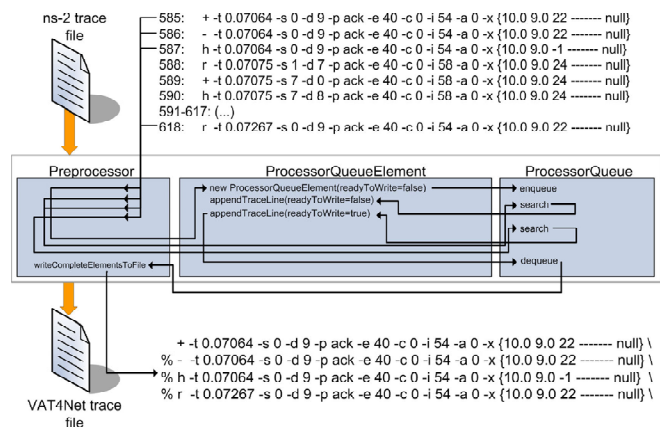 ns-2 trace
file
585: + -t 0.07064 -s 0 -d 9 -p ack -e 40 -c 0 -i 54 -a 0 -x {10.0 9.0 22 ------- null}
586: - -t 0.07064 -s 0 -d 9 -p ack -e 40 -c 0 -i 54 -a 0 -x {10.0 9.0 22 ------- null}
587: h -t 0.07064 -s 0 -d 9 -p ack -e 40 -c 0 -i 54 -a 0 -x {10.0 9.0 -1 ------- null}
588: r -t 0.07075 -s 1 -d 7 -p ack -e 40 -c 0 -i 58 -a 0 -x {10.0 9.0 24 ------- null}
589: + -t 0.07075 -s 7 -d 0 -p ack -e 40 -c 0 -i 58 -a 0 -x {10.0 9.0 24 ------- null}
590: h -t 0.07075 -s 7 -d 8 -p ack -e 40 -c 0 -i 58 -a 0 -x {10.0 9.0 24 ------- null}
591-617: (...)
618: r -t 0.07267 -s 0 -d 9 -p ack -e 40 -c 0 -i 54 -a 0 -x {10.0 9.0 22 ------- null}
Preprocessor
ProcessorQueueElement
ProcessorQueue
new ProcessorQueueElement(readyToWrite=false)
enqueue
appendTraceLine(readyToWrite=false)
search
appendTraceLine(readyToWrite=true)
search
writeCompleteElementsToFile
dequeue
+ -t 0.07064 -s 0 -d 9 -p ack -e 40 -c 0 -i 54 -a 0 -x {10.0 9.0 22 ------- null} \
% - -t 0.07064 -s 0 -d 9 -p ack -e 40 -c 0 -i 54 -a 0 -x {10.0 9.0 22 ------- null} \
% h -t 0.07064 -s 0 -d 9 -p ack -e 40 -c 0 -i 54 -a 0 -x {10.0 9.0 -1 ------- null} \
% r -t 0.07267 -s 0 -d 9 -p ack -e 40 -c 0 -i 54 -a 0 -x {10.0 9.0 22 ------- null} \
VAT4Net trace
file